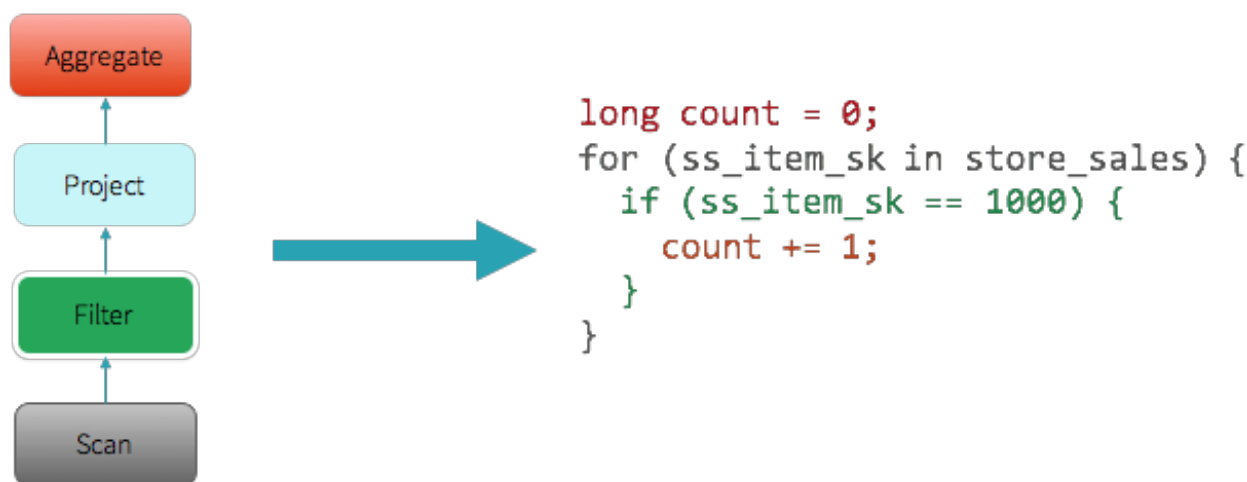 Aggregate
Project
Filter
Scan
long count = 0;
for (ss_item_sk in store_sales) {
  if (ss_item_sk == 1000) {
    count += 1;
  }
}